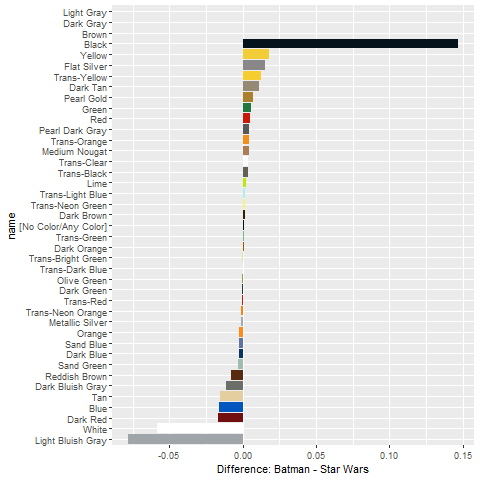 Light Gray
Dark Gray
Brown
Black
Yellow
Flat Silver
Trans-Yellow
Dark Tan
Pearl Gold
Green
Red
Pearl Dark Gray
Trans-Orange
Medium Nougat
Trans-Clear
Trans-Black
Lime
Trans-Light Blue
Trans-Neon Green
Dark Brown
[No Color/Any Color]
Trans-Green
Dark Orange
Trans-Bright Green
Trans-Dark Blue
Olive Green
Dark Green
Trans-Red
Trans-Neon Orange
Metallic Silver
Orange
Sand Blue
Dark Blue
Sand Green
Reddish Brown
Dark Bluish Gray
Tan
Blue
Dark Red
White
Light Bluish Gray
name
-0.05 0.00 0.05 0.10 0.15
Difference: Batman - Star Wars